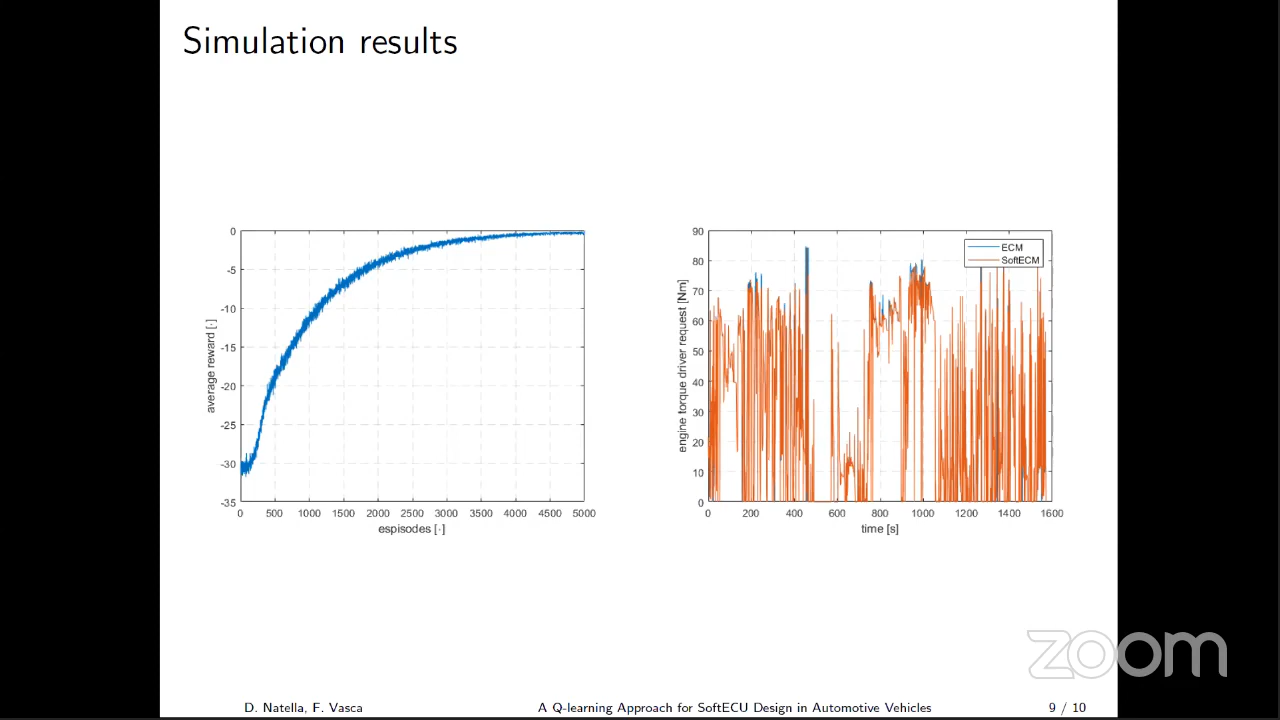 Simulation results
0
-5
-10
-15
-20
-25
-30
-35
average reward [·]
0 500 1000 1500 2000 2500 3000 3500 4000 4500 5000
espisodes [·]
90
80
70
60
50
40
30
20
10
0
engine torque driver request [Nm]
ECM
SoftECM
0 200 400 600 800 1000 1200 1400 1600
time [s]
zoom
D. Natella, F. Vasca A Q-learning Approach for SoftECU Design in Automotive Vehicles 9 / 10